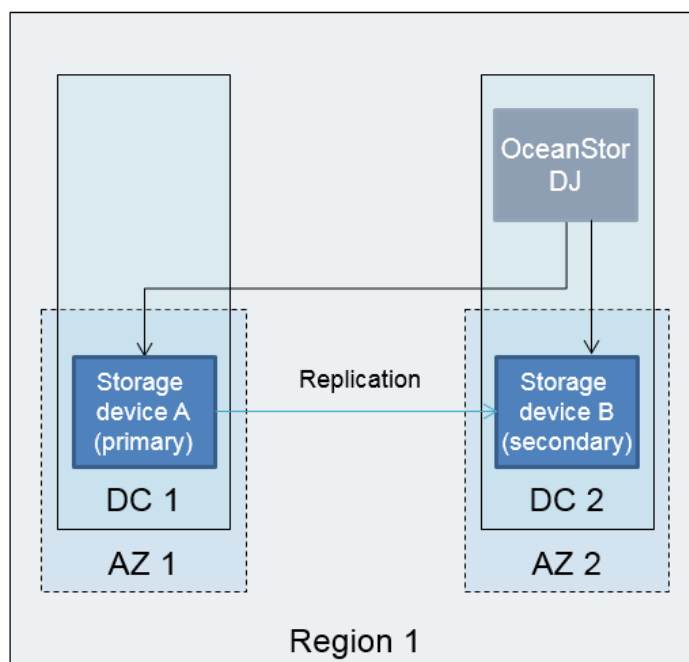 OceanStor
DJ
Replication
Storage
device A
(primary)
Storage
device B
(secondary)
DC 1
DC 2
AZ 1
AZ 2
Region 1